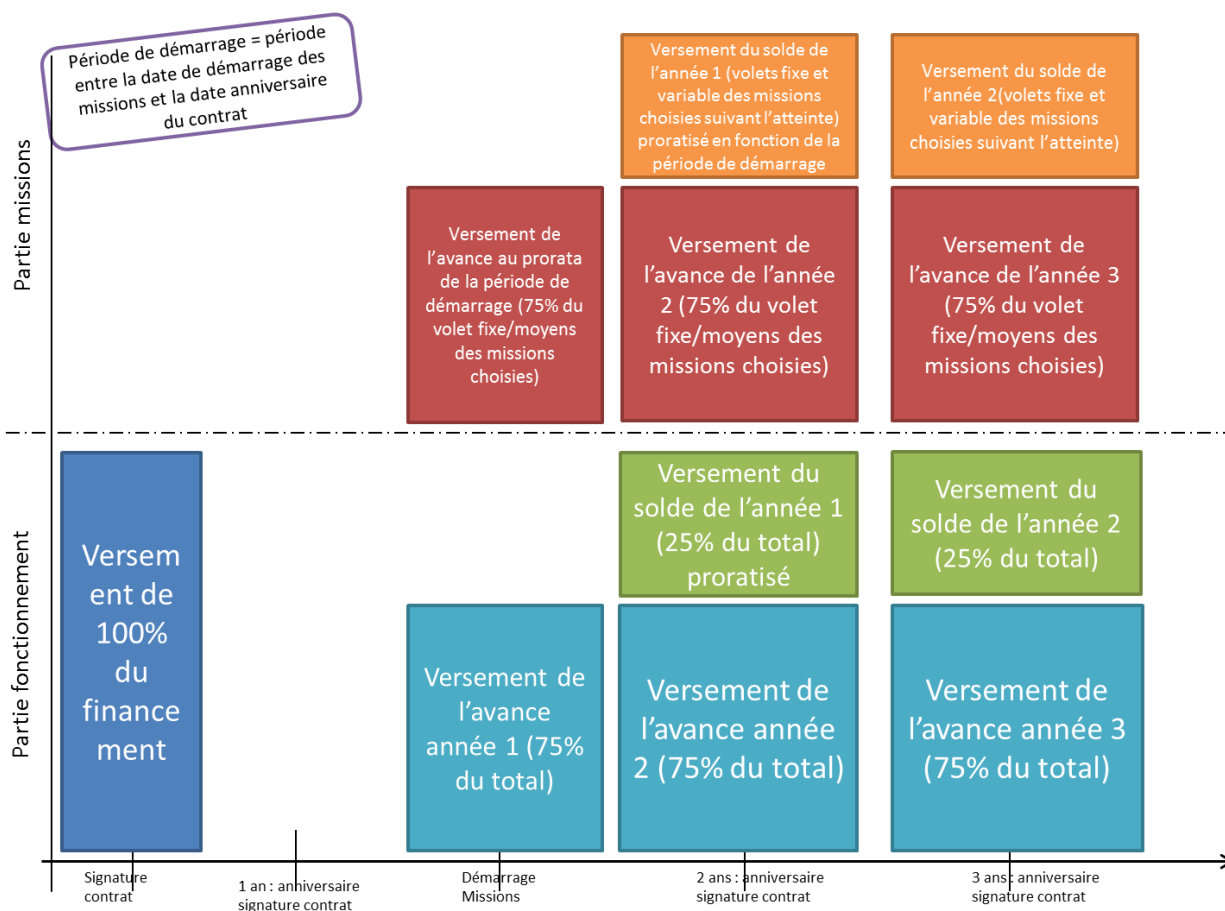 Période de démarrage = période
entre la date de démarrage des
missions et la date anniversaire
du contrat
Partie missions
Versement du solde de
l’année 1 (volets fixe et
variable des missions
choisies suivant l’atteinte)
proratisé en fonction de la
période de démarrage
Versement du solde de
l’année 2(volets fixe et
variable des missions
choisies suivant l’atteinte)
Versement de
l’avance au prorata
de la période de
démarrage (75% du
volet fixe/moyens
des missions
choisies)
Versement de
l’avance de l’année
2 (75% du volet
fixe/moyens des
missions choisies)
Versement de
l’avance de l’année 3
(75% du volet
fixe/moyens des
missions choisies)
Partie fonctionnement
Versem
ent de
100%
du
finance
ment
Versement du
solde de l’année 1
(25% du total)
proratisé
Versement du
solde de l’année 2
(25% du total)
Versement de
l’avance
année 1 (75%
du total)
Versement de
l’avance année
2 (75% du total)
Versement de
l’avance année 3
(75% du total)
Signature
contrat
1 an : anniversaire
signature contrat
Démarrage
Missions
2 ans : anniversaire
signature contrat
3 ans : anniversaire
signature contrat